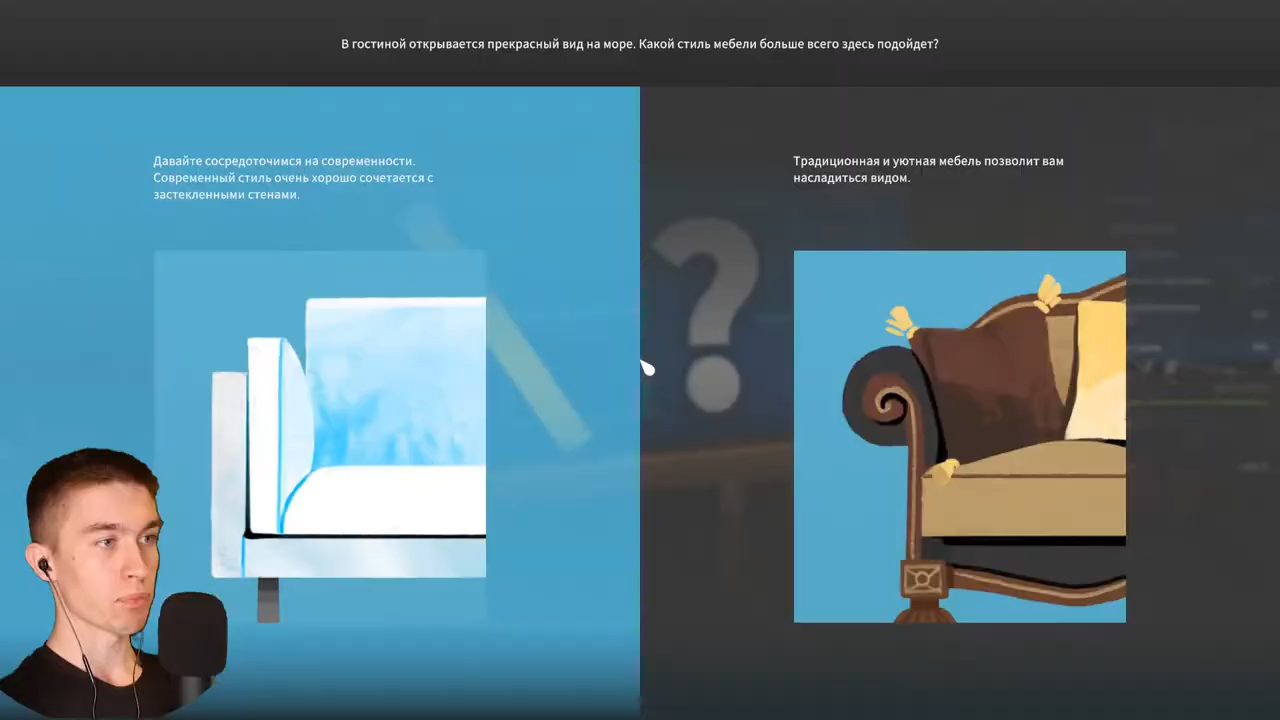 В гостиной открывается прекрасный вид на море. Какой стиль мебели больше всего здесь подойдет?
Давайте сосредоточимся на современности.
Современный стиль очень хорошо сочетается с
застекленными стенами.
Традиционная и уютная мебель позволит вам
насладиться видом.
?